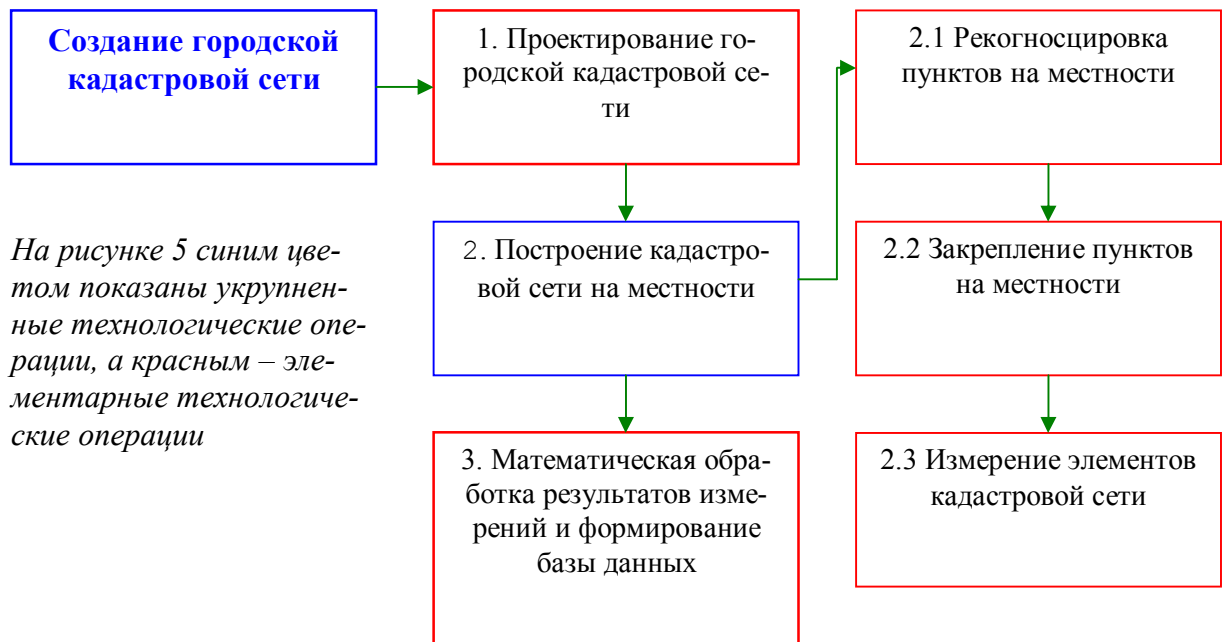 Создание городской
кадастровой сети
1. Проектирование го-
родской кадастровой се-
ти
2.1 Рекогносцировка
пунктов на местности
На рисунке 5 синим цве-
том показаны укрупнен-
ные технологические опе-
рации, а красным – эле-
ментарные технологиче-
ские операции
2. Построение кадастро-
вой сети на местности
2.2 Закрепление пунктов
на местности
3. Математическая обра-
ботка результатов изме-
рений и формирование
базы данных
2.3 Измерение элементов
кадастровой сети